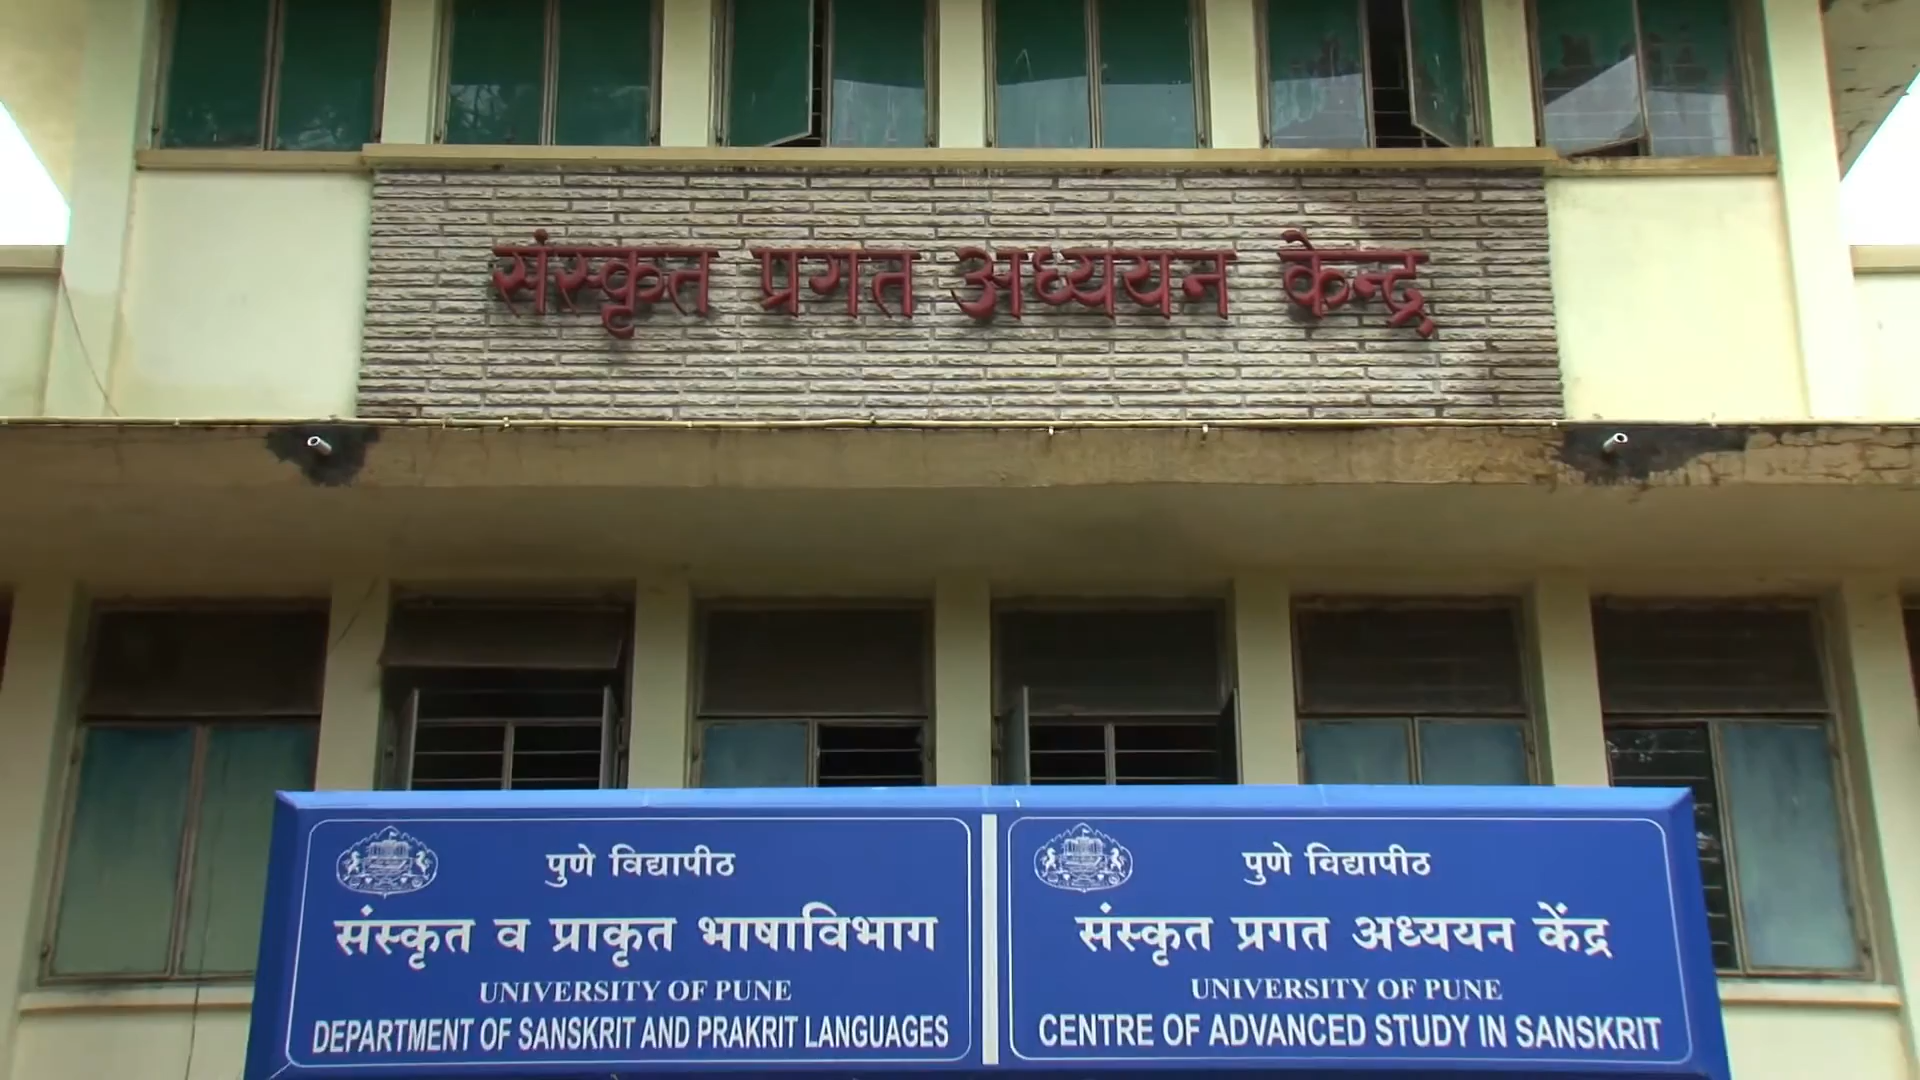 संस्कृत प्रगत अध्ययन केन्द्र
पुणे विद्यापीठ
संस्कृत व प्राकृत भाषाविभाग
UNIVERSITY OF PUNE
DEPARTMENT OF SANSKRIT AND PRAKRIT LANGUAGES
पुणे विद्यापीठ
संस्कृत प्रगत अध्ययन केंद्र
UNIVERSITY OF PUNE
CENTRE OF ADVANCED STUDY IN SANSKRIT